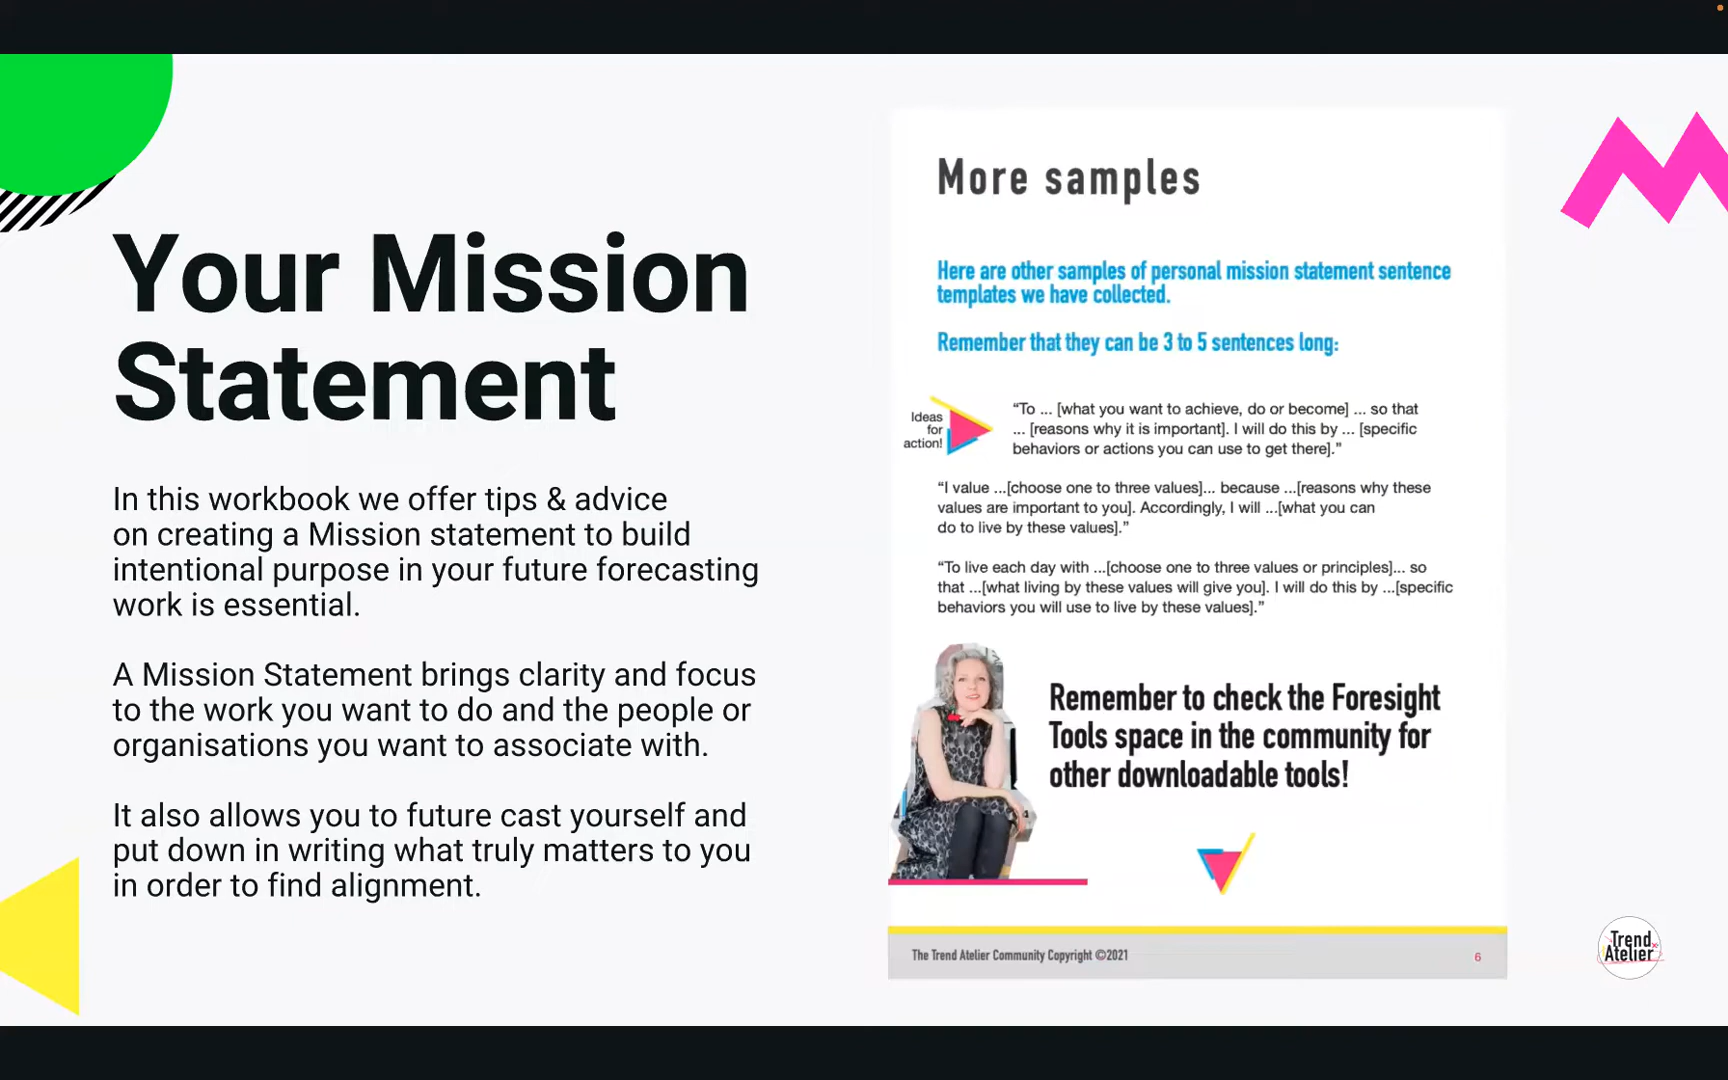 Your Mission
Statement
In this workbook we offer tips & advice
on creating a Mission statement to build
intentional purpose in your future forecasting
work is essential.
A Mission Statement brings clarity and focus
to the work you want to do and the people or
organisations you want to associate with.
It also allows you to future cast yourself and
put down in writing what truly matters to you
in order to find alignment.
More samples
Here are other samples of personal mission statement sentence
templates we have collected.
Remember that they can be 3 to 5 sentences long:
Ideas
for
action!
“To ... [what you want to achieve, do or become] ... so that
... [reasons why it is important]. I will do this by ... [specific
behaviors or actions you can use to get there].”
“I value ...[choose one to three values]... because ...[reasons why these
values are important to you]. Accordingly, I will ...[what you can
do to live by these values].”
“To live each day with ...[choose one to three values or principles]... so
that ...[what living by these values will give you]. I will do this by ...[specific
behaviors you will use to live by these values].”
Remember to check the Foresight
Tools space in the community for
other downloadable tools!
The Trend Atelier Community Copyright ©2021
6
Trend
Atelier